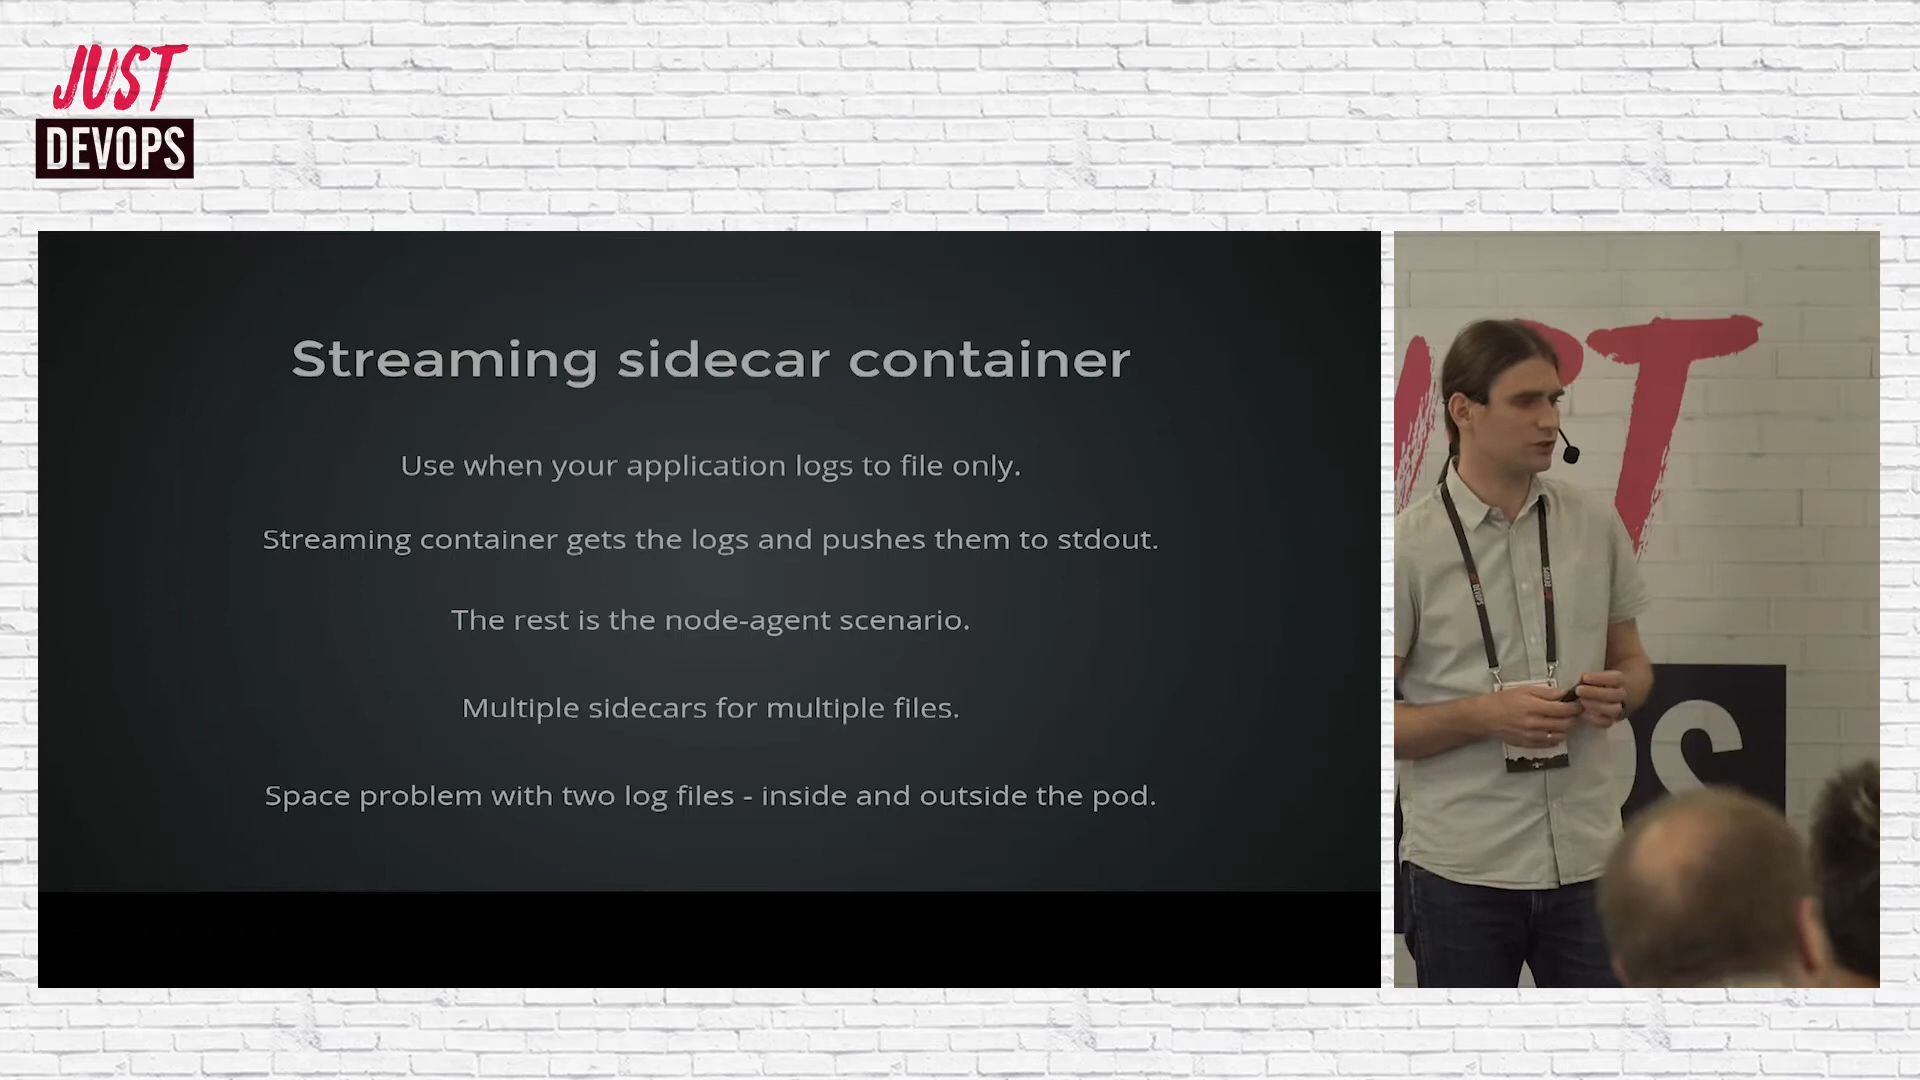 JUST
DEVOPS
Streaming sidecar container
Use when your application logs to file only.
Streaming container gets the logs and pushes them to stdout.
The rest is the node-agent scenario.
Multiple sidecars for multiple files.
Space problem with two log files - inside and outside the pod.